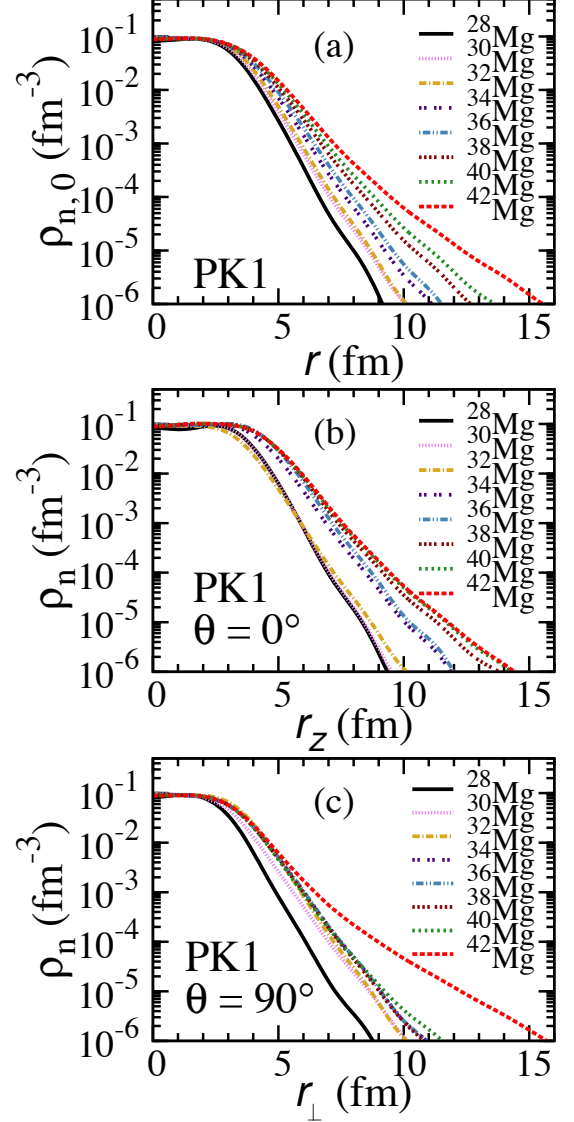 (a)
10⁻¹
10⁻²
10⁻³
10⁻⁴
10⁻⁵
10⁻⁶
ρn,0 (fm⁻³)
²⁸Mg
³⁰Mg
³²Mg
³⁴Mg
³⁶Mg
³⁸Mg
⁴⁰Mg
⁴²Mg
PK1
0 5 10 15
r (fm)
(b)
10⁻¹
10⁻²
10⁻³
10⁻⁴
10⁻⁵
10⁻⁶
ρn (fm⁻³)
²⁸Mg
³⁰Mg
³²Mg
³⁴Mg
³⁶Mg
³⁸Mg
⁴⁰Mg
⁴²Mg
PK1
θ = 0°
0 5 10 15
rz (fm)
(c)
10⁻¹
10⁻²
10⁻³
10⁻⁴
10⁻⁵
10⁻⁶
ρn (fm⁻³)
²⁸Mg
³⁰Mg
³²Mg
³⁴Mg
³⁶Mg
³⁸Mg
⁴⁰Mg
⁴²Mg
PK1
θ = 90°
0 5 10 15
r⊥ (fm)